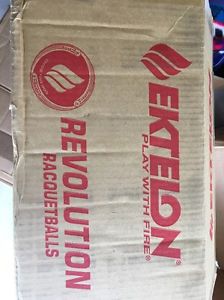 EKTELON®
PLAY WITH FIRE®
REVOLUTION
RACQUETBALLS